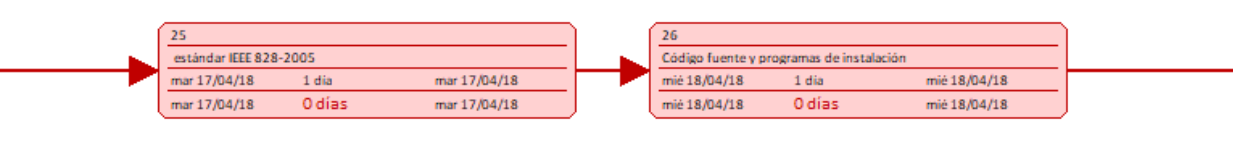 25
estándar IEEE 828-2005
mar 17/04/18 1 día mar 17/04/18
mar 17/04/18 0 días mar 17/04/18
26
Código fuente y programas de instalación
mié 18/04/18 1 día mié 18/04/18
mié 18/04/18 0 días mié 18/04/18